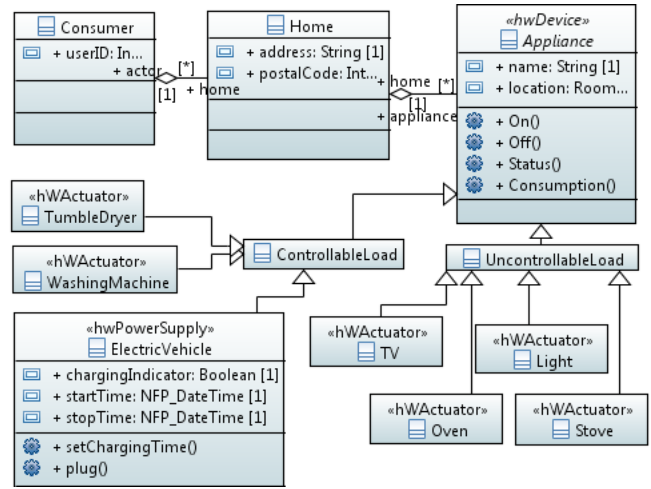 Consumer
+ userID: In...
+ actor
[*]
[1]
+ home
Home
+ address: String [1]
+ postalCode: Int...
+ home
[*]
[1]
+ appliance
«hwDevice»
Appliance
+ name: String [1]
+ location: Room...
+ On()
+ Off()
+ Status()
+ Consumption()
«hWActuator»
TumbleDryer
«hWActuator»
WashingMachine
ControllableLoad
UncontrollableLoad
«hwPowerSupply»
ElectricVehicle
+ chargingIndicator: Boolean [1]
+ startTime: NFP_DateTime [1]
+ stopTime: NFP_DateTime [1]
+ setChargingTime()
+ plug()
«hWActuator»
TV
«hWActuator»
Light
«hWActuator»
Oven
«hWActuator»
Stove